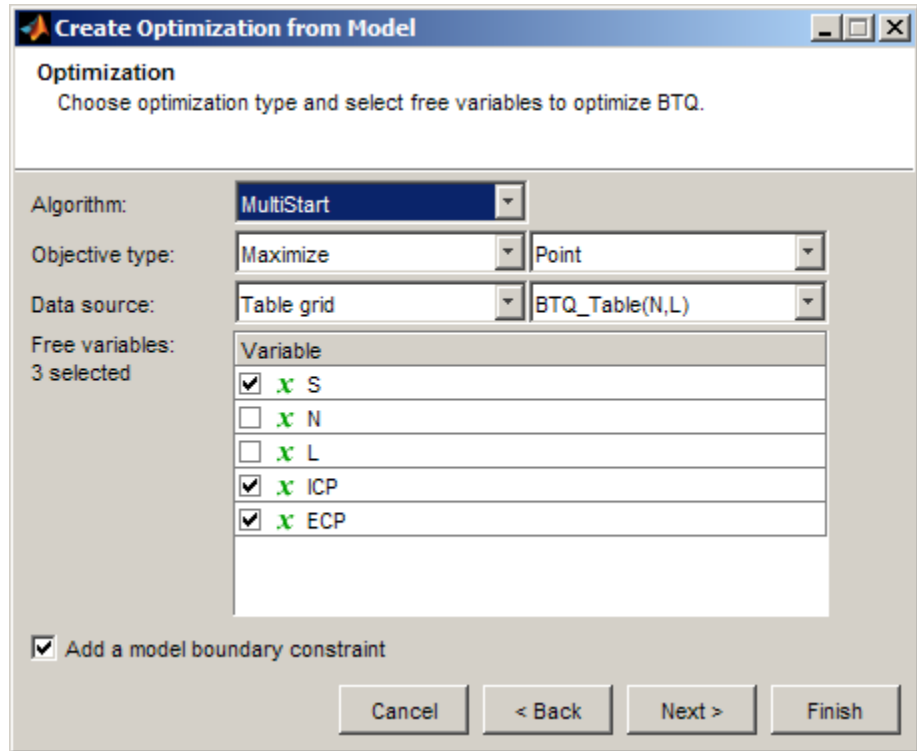 Create Optimization from Model
Optimization
Choose optimization type and select free variables to optimize BTQ.
Algorithm: MultiStart
Objective type: Maximize Point
Data source: Table grid BTQ_Table(N,L)
Free variables:
3 selected
Variable
x S
x N
x L
x ICP
x ECP
Add a model boundary constraint
Cancel < Back Next > Finish